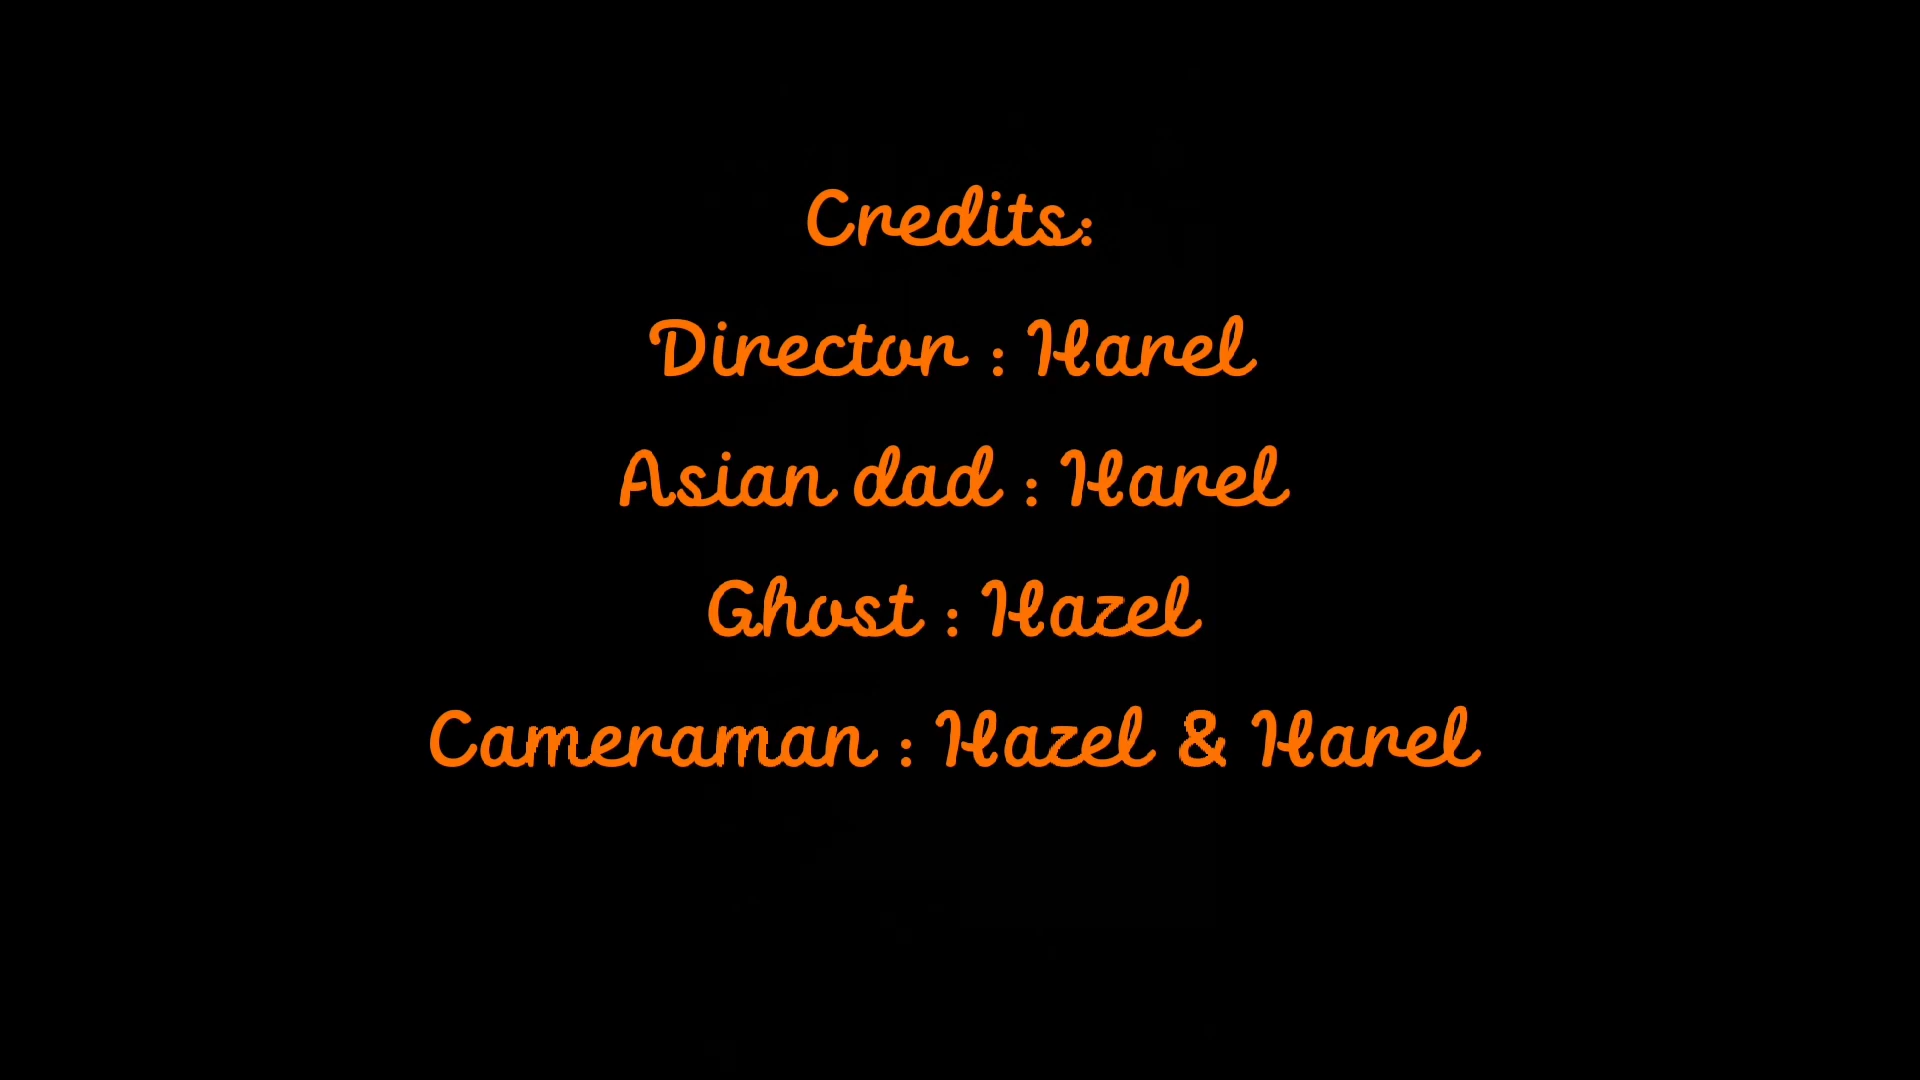 Credits:
Director : Harel
Asian dad : Harel
Ghost : Hazel
Cameraman : Hazel & Harel